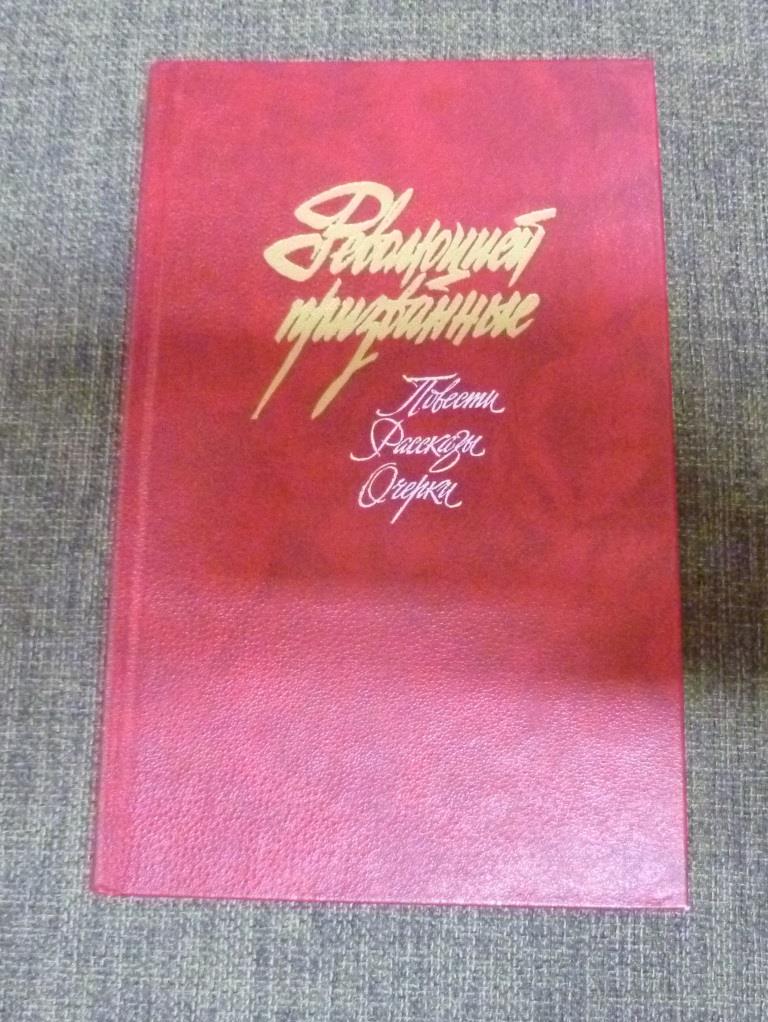 Революцией
призванные
Повести
Рассказы
Очерки